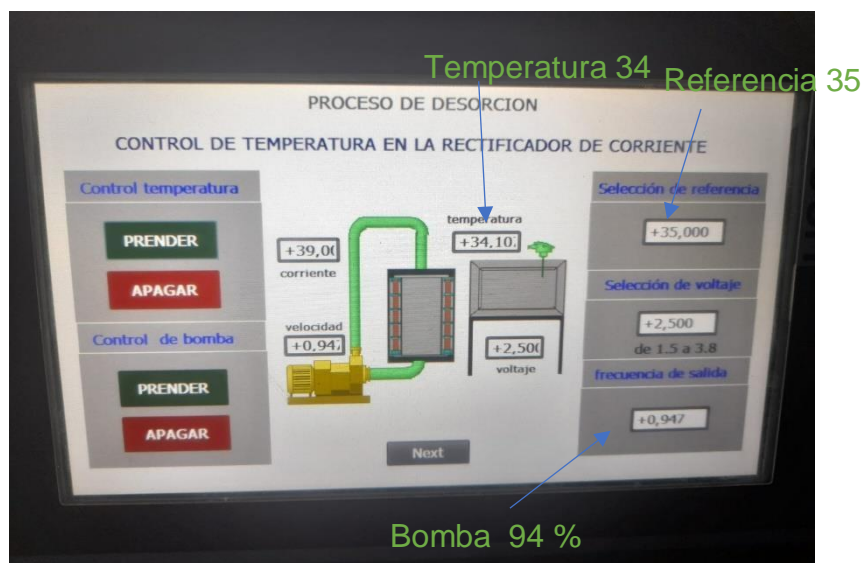 Temperatura 34
Referencia 35
PROCESO DE DESORCION
CONTROL DE TEMPERATURA EN LA RECTIFICADOR DE CORRIENTE
Control temperatura
PRENDER
APAGAR
Control de bomba
PRENDER
APAGAR
+39,0(
corriente
velocidad
+0,947
temperatura
+34,10
+2,50(
voltaje
Next
Selección de referencia
+35,000
Selección de voltaje
+2,500
de 1.5 a 3.8
frecuencia de salida
+0,947
Bomba 94 %